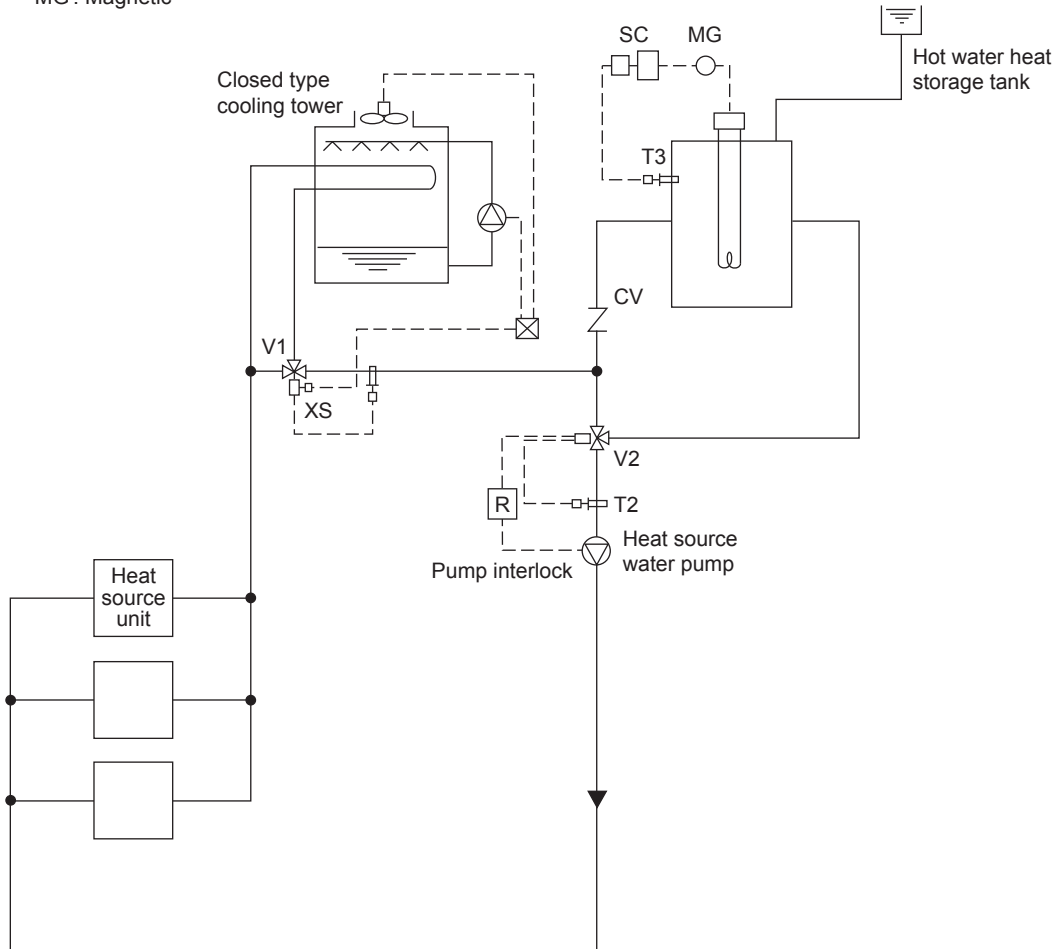 MG : Magnetic
SC
MG
Hot water heat
storage tank
Closed type
cooling tower
T3
CV
V1
XS
V2
R
T2
Heat source
water pump
Pump interlock
Heat
source
unit